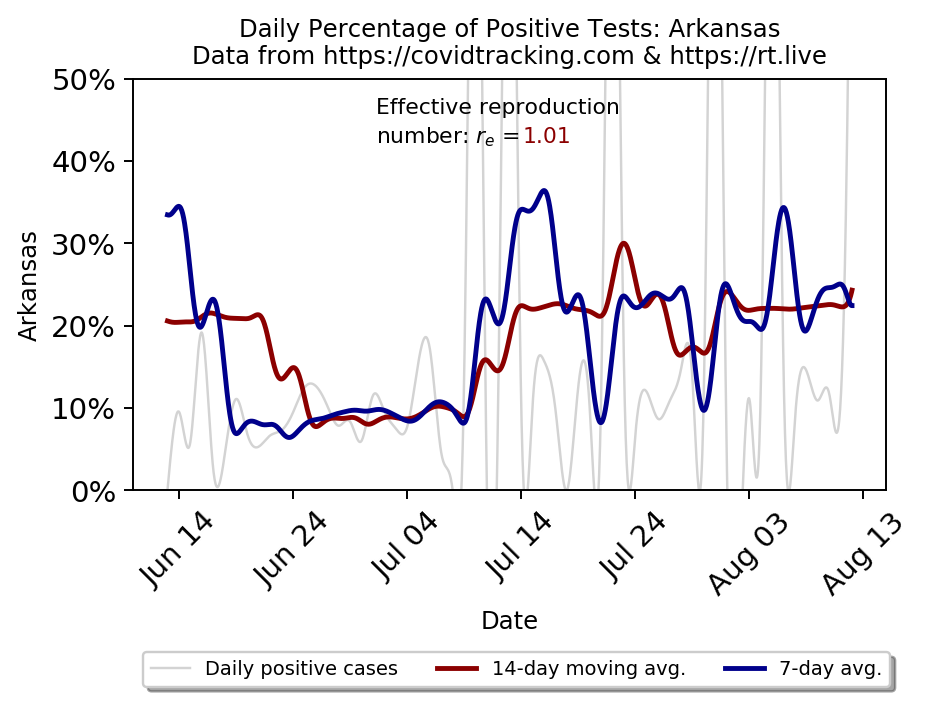 Daily Percentage of Positive Tests: Arkansas
Data from https://covidtracking.com & https://rt.live
50%
Effective reproduction
number: rₑ =1.01
40%
30%
20%
10%
0%
Arkansas
Jun 14
Jun 24
Jul 04
Jul 14
Jul 24
Aug 03
Aug 13
Date
Daily positive cases
14-day moving avg.
7-day avg.